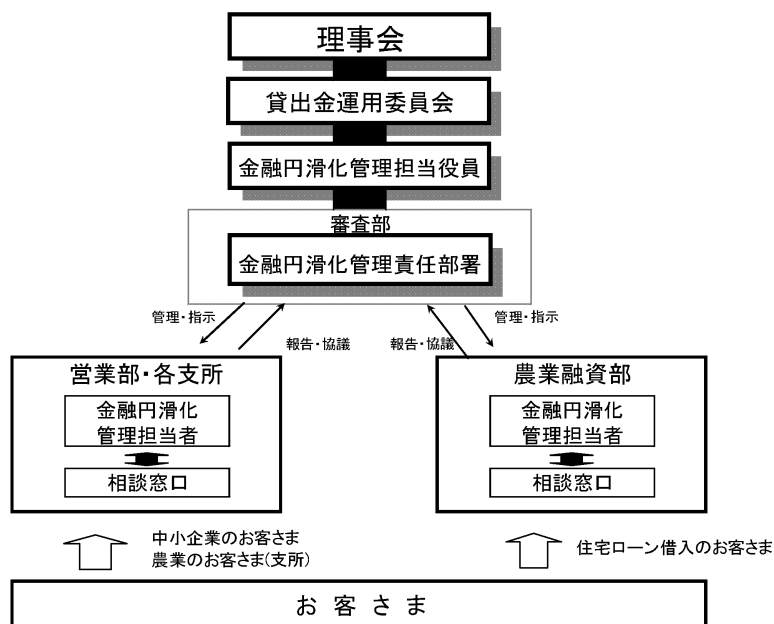 理事会
貸出金運用委員会
金融円滑化管理担当役員
審査部
金融円滑化管理責任部署
管理・指示
報告・協議
報告・協議
管理・指示
営業部・各支所
金融円滑化
管理担当者
相談窓口
農業融資部
金融円滑化
管理担当者
相談窓口
中小企業のお客さま
農業のお客さま(支所)
住宅ローン借入のお客さま
お客さま